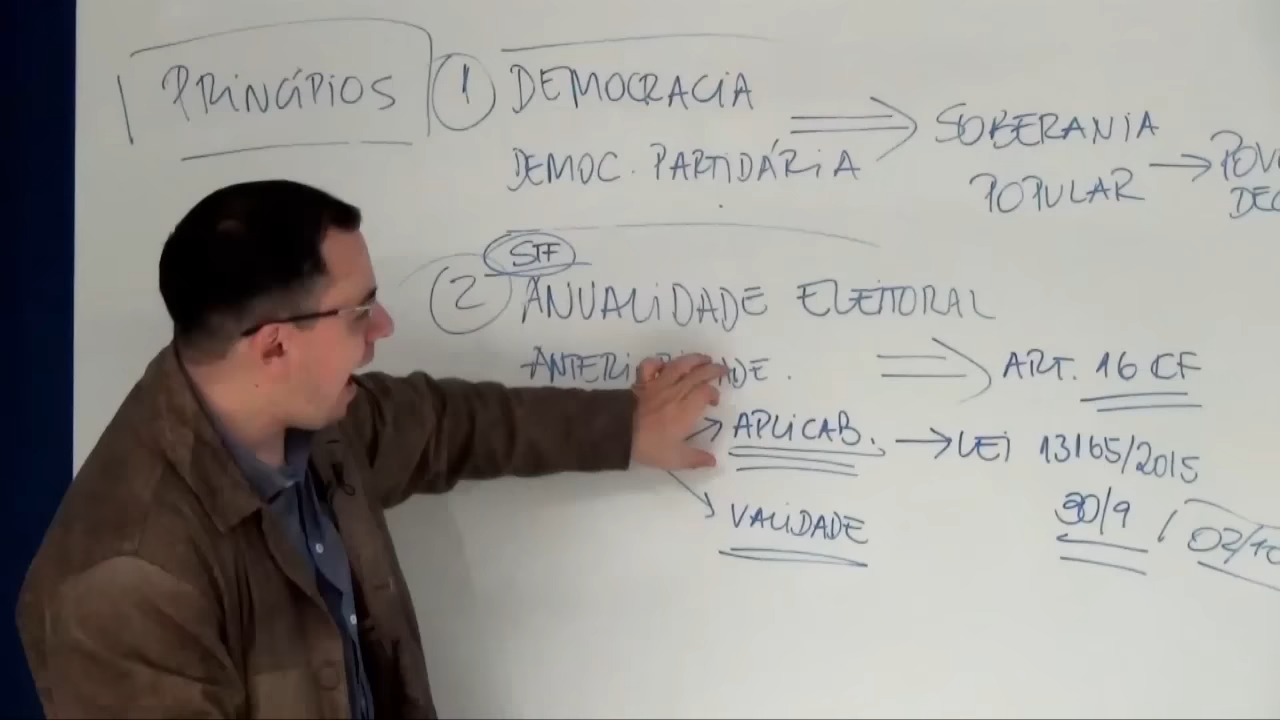 PRINCÍPIOS
1 DEMOCRACIA
DEMOC. PARTIDÁRIA
SOBERANIA
POPULAR
STF
2 ANUALIDADE ELEITORAL
ART. 16 CF
APLICAB. → LEI 13165/2015
VALIDADE
30/9